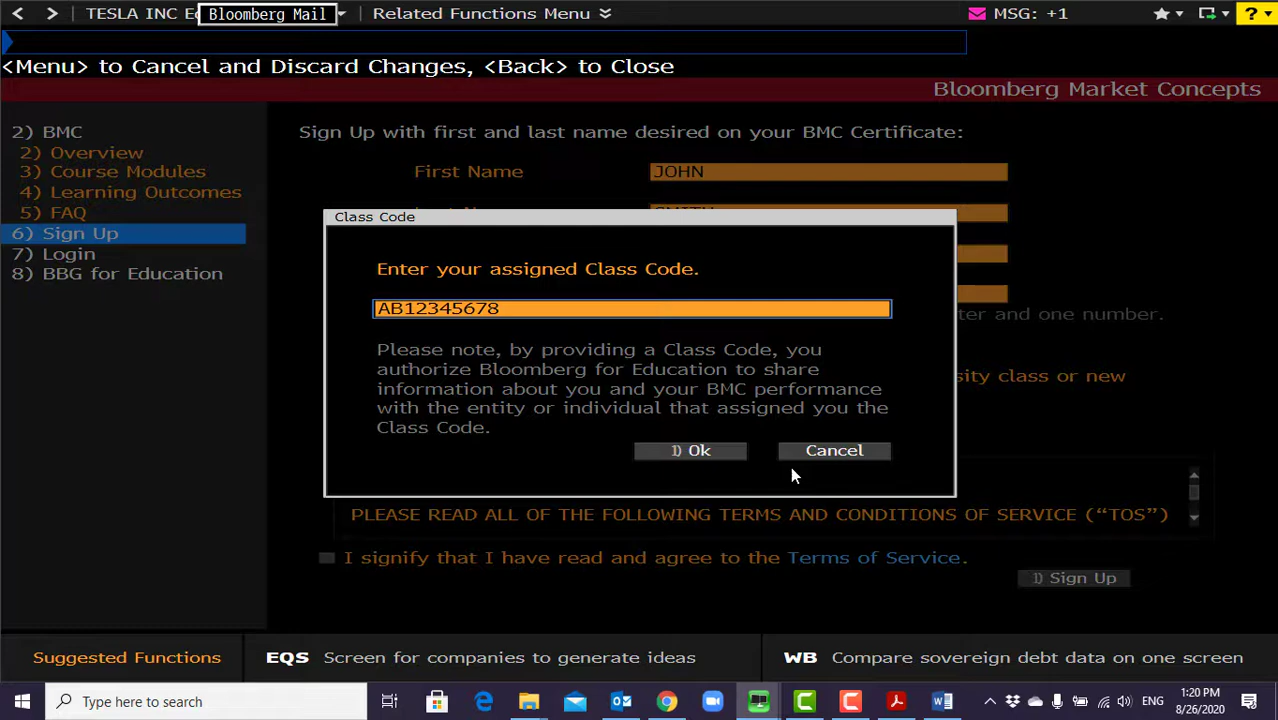 TESLA INC E
Bloomberg Mail
Related Functions Menu
MSG: +1
?
<Menu> to Cancel and Discard Changes, <Back> to Close
Bloomberg Market Concepts
2) BMC
2) Overview
3) Course Modules
4) Learning Outcomes
5) FAQ
6) Sign Up
7) Login
8) BBG for Education
Sign Up with first and last name desired on your BMC Certificate:
First Name
JOHN
Class Code
Enter your assigned Class Code.
AB12345678
Please note, by providing a Class Code, you
authorize Bloomberg for Education to share
information about you and your BMC performance
with the entity or individual that assigned you the
Class Code.
1) Ok
Cancel
ter and one number.
sity class or new
PLEASE READ ALL OF THE FOLLOWING TERMS AND CONDITIONS OF SERVICE (“TOS”)
I signify that I have read and agree to the Terms of Service.
1) Sign Up
Suggested Functions
EQS Screen for companies to generate ideas
WB Compare sovereign debt data on one screen
Type here to search
ENG
1:20 PM
8/26/2020